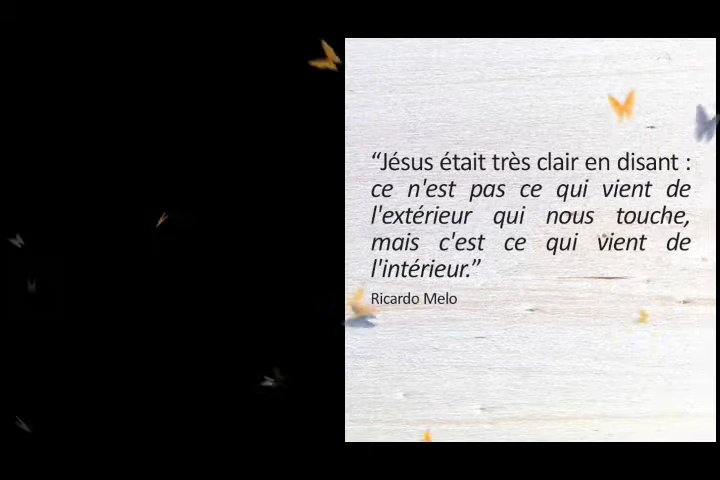 “Jésus était très clair en disant :
ce n'est pas ce qui vient de
l'extérieur qui nous touche,
mais c'est ce qui vient de
l'intérieur.”
Ricardo Melo